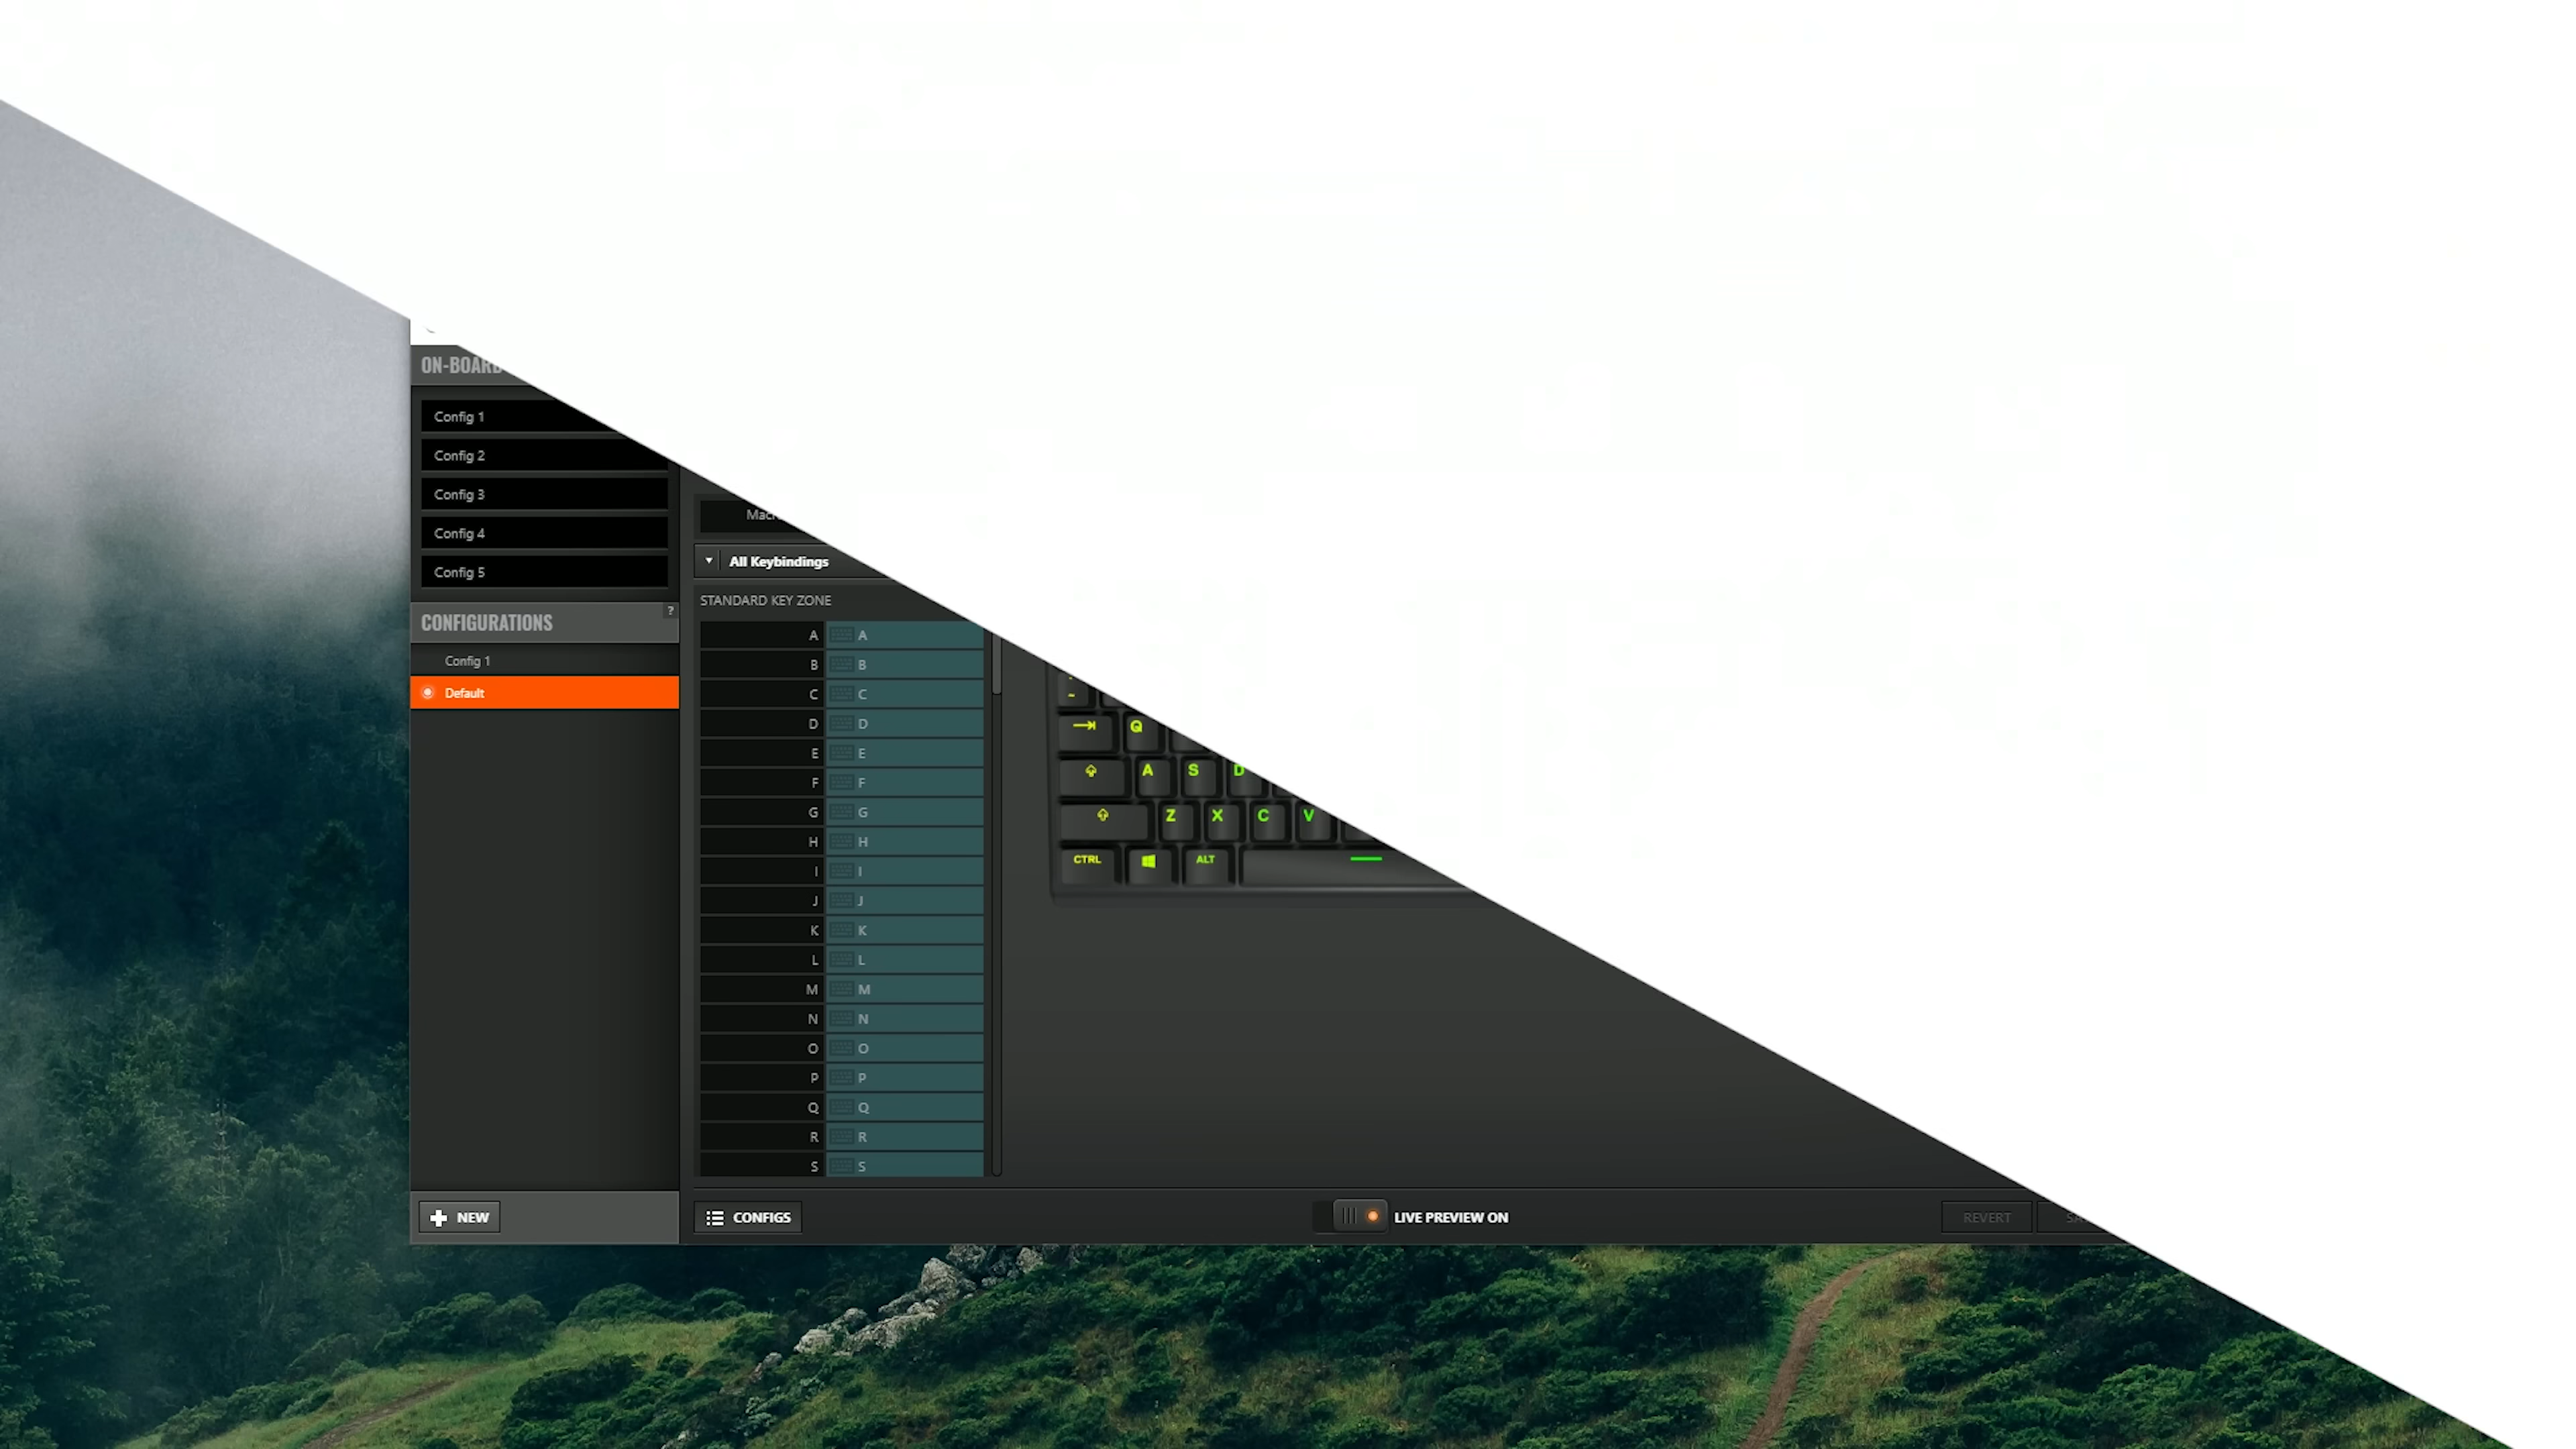 ON-BOARD
Config 1
Config 2
Config 3
Config 4
Config 5
CONFIGURATIONS ?
Config 1
Default
NEW
All Keybindings
STANDARD KEY ZONE
A A
B B
C C
D D
E E
F F
G G
H H
I I
J J
K K
L L
M M
N N
O O
P P
Q Q
R R
S S
~
Q
A S D
Z X C V
CTRL ALT
CONFIGS
LIVE PREVIEW ON
REVERT